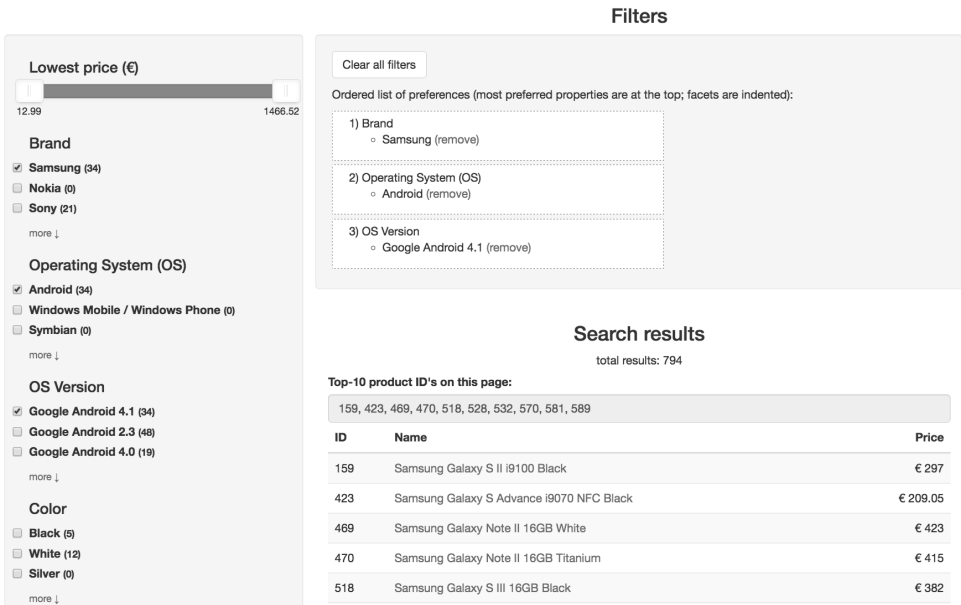 Filters
Lowest price (€)
12.99 1466.52
Brand
Samsung (34)
Nokia (0)
Sony (21)
more ↓
Operating System (OS)
Android (34)
Windows Mobile / Windows Phone (0)
Symbian (0)
more ↓
OS Version
Google Android 4.1 (34)
Google Android 2.3 (48)
Google Android 4.0 (19)
more ↓
Color
Black (5)
White (12)
Silver (0)
more ↓
Clear all filters
Ordered list of preferences (most preferred properties are at the top; facets are indented):
1) Brand
Samsung (remove)
2) Operating System (OS)
Android (remove)
3) OS Version
Google Android 4.1 (remove)
Search results
total results: 794
Top-10 product ID's on this page:
159, 423, 469, 470, 518, 528, 532, 570, 581, 589
ID Name Price
159 Samsung Galaxy S II i9100 Black € 297
423 Samsung Galaxy S Advance i9070 NFC Black € 209.05
469 Samsung Galaxy Note II 16GB White € 423
470 Samsung Galaxy Note II 16GB Titanium € 415
518 Samsung Galaxy S III 16GB Black € 382